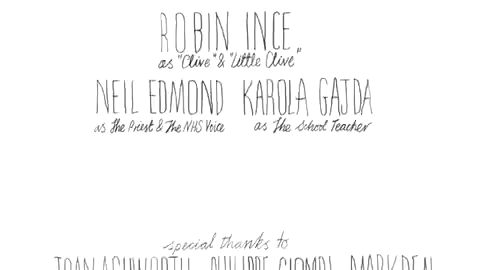 ROBIN INCE
as "Clive" & "Little Clive"
NEIL EDMOND KAROLA GAJDA
as The Priest & The NHS Voice as The School Teacher
special thanks to